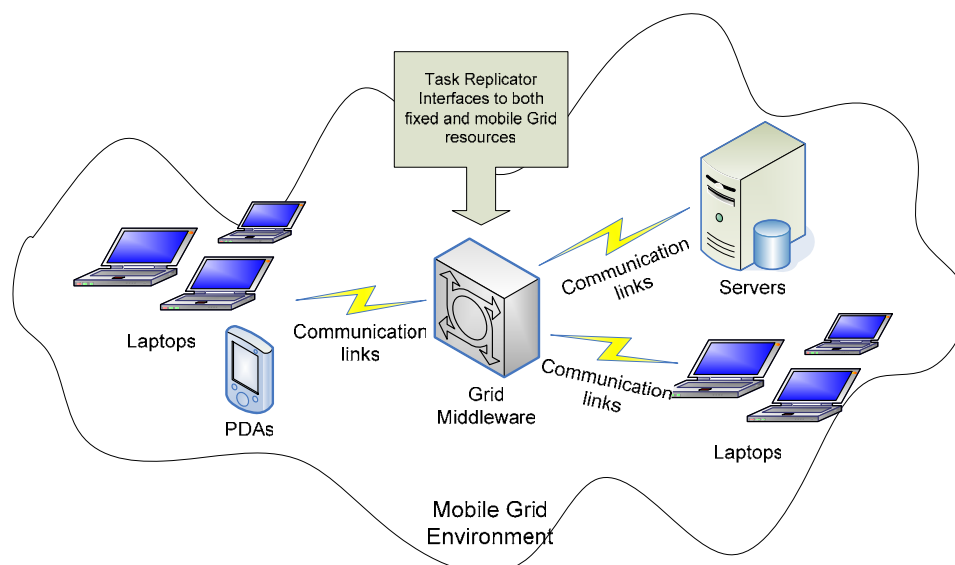 Task Replicator
Interfaces to both
fixed and mobile Grid
resources
Communication
links
Servers
Laptops
Communication
links
Grid
Middleware
Communication
links
PDAs
Laptops
Mobile Grid
Environment